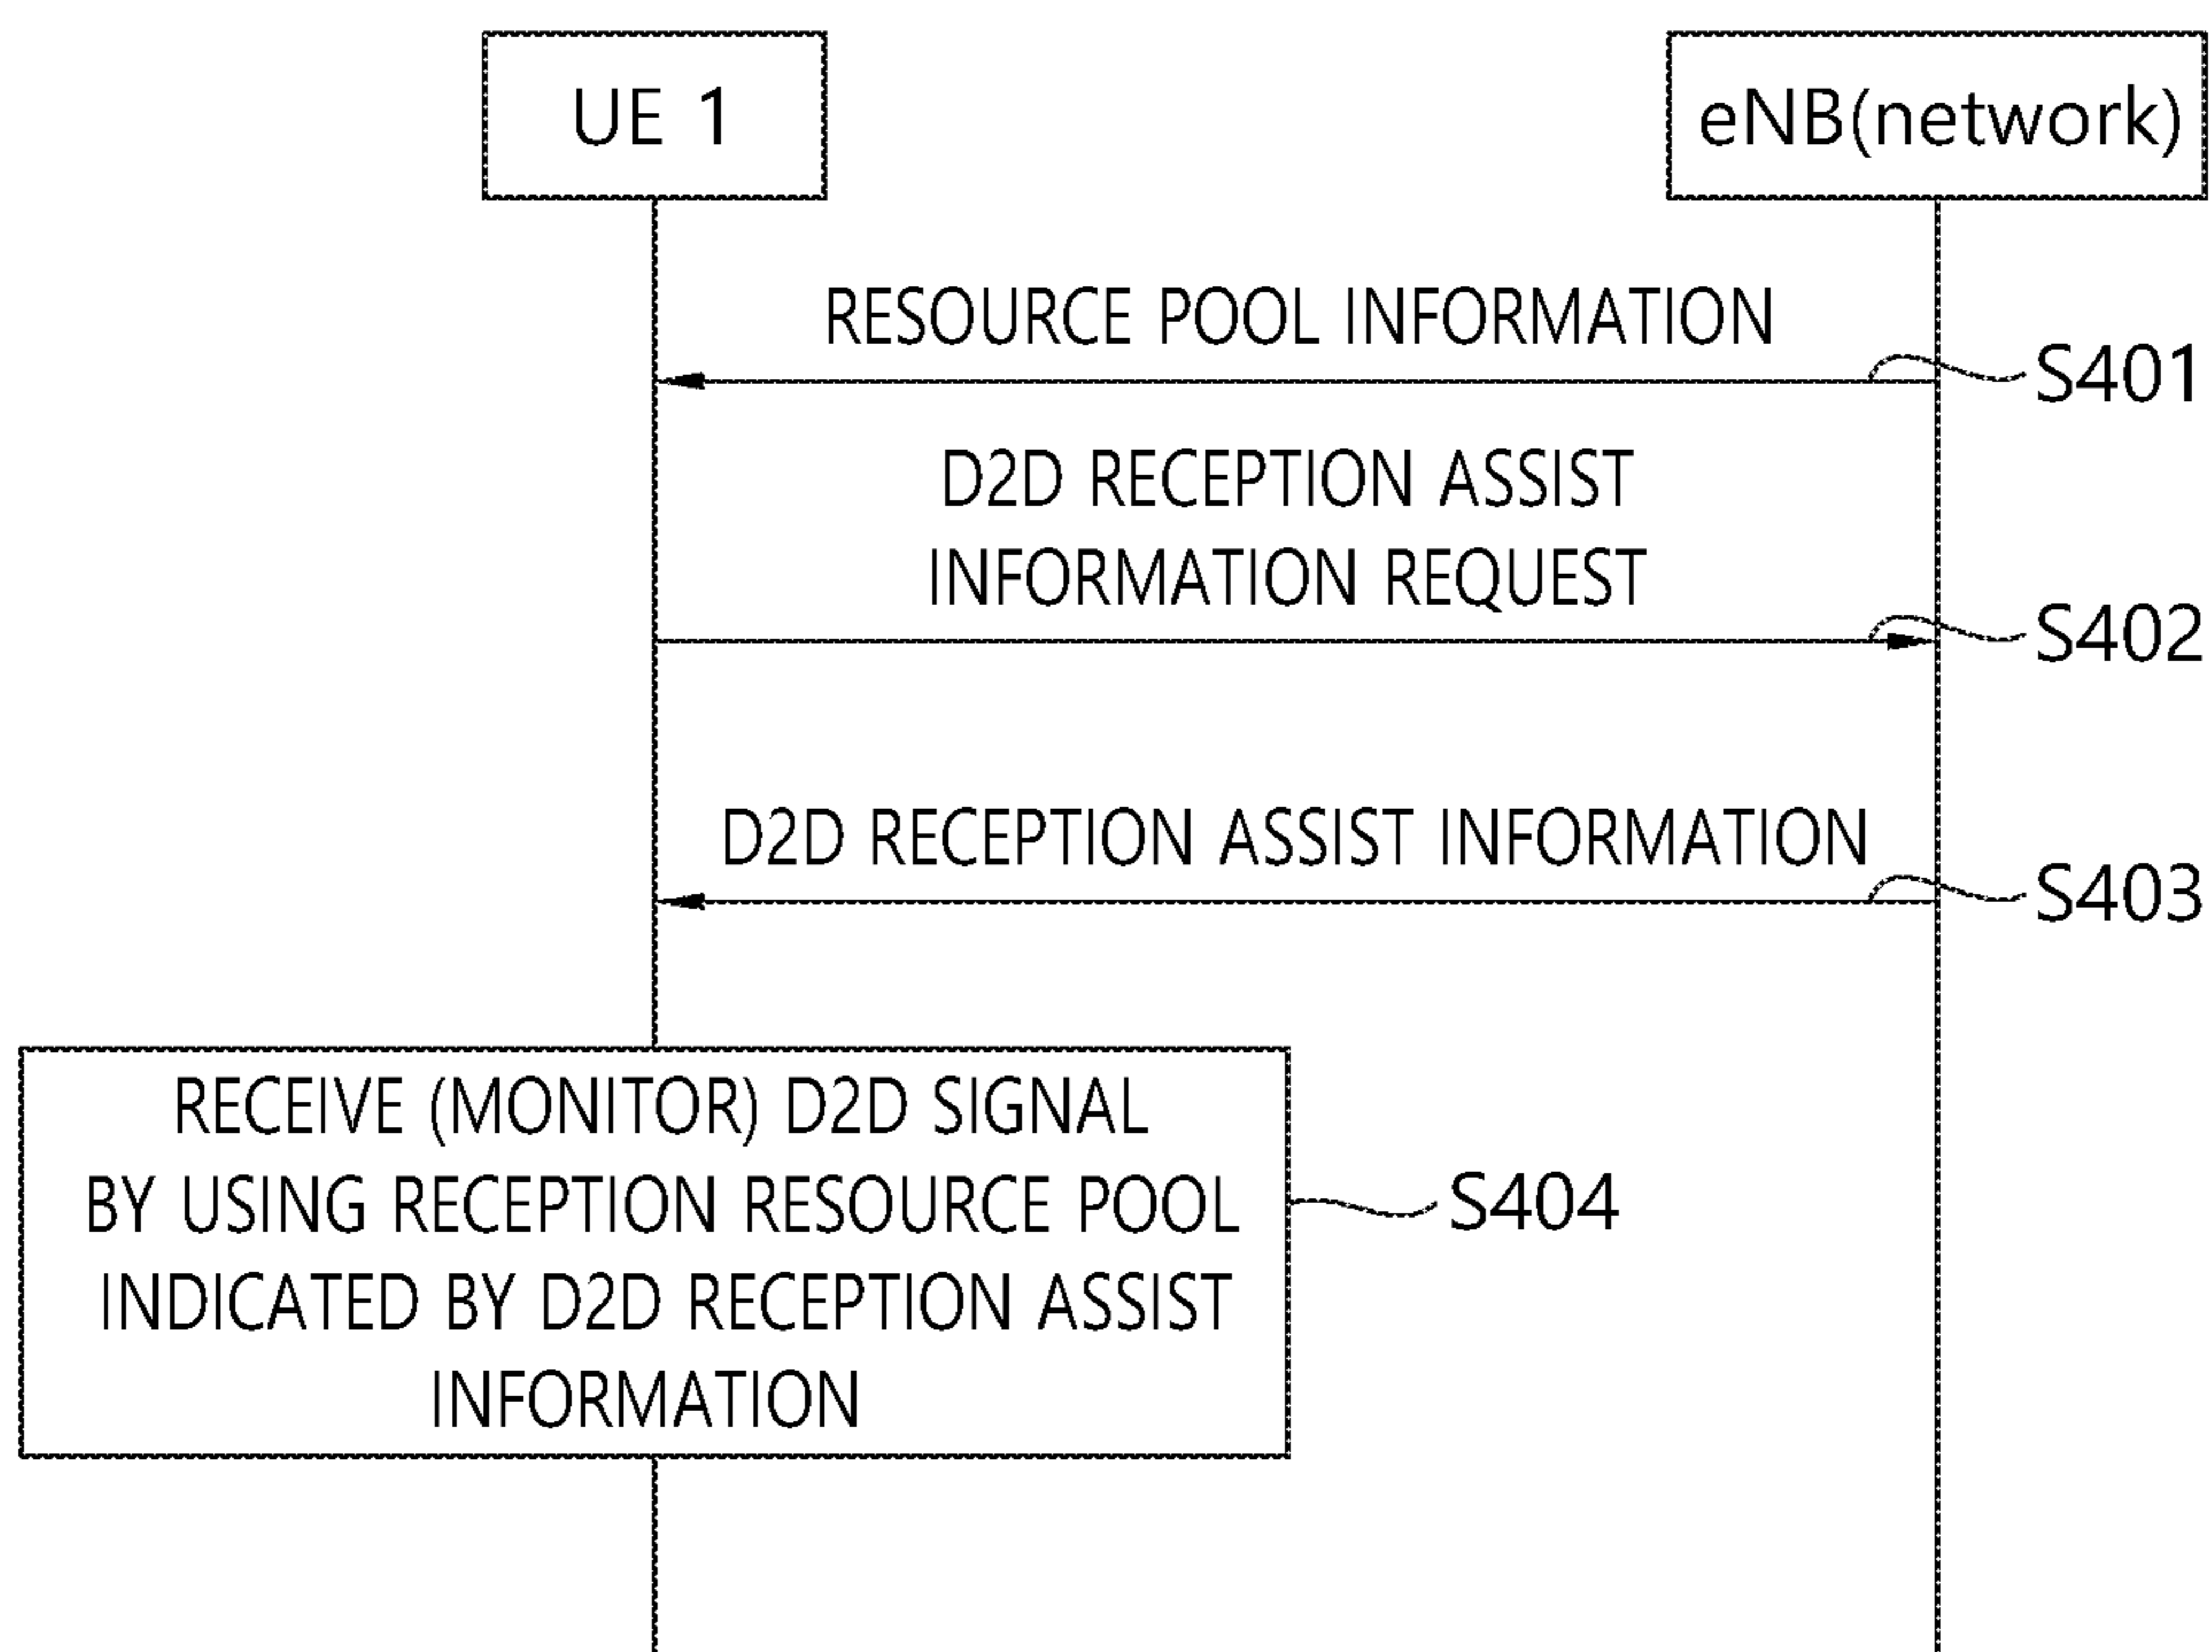 UE 1
eNB(network)
RESOURCE POOL INFORMATION
S401
D2D RECEPTION ASSIST
INFORMATION REQUEST
S402
D2D RECEPTION ASSIST INFORMATION
S403
RECEIVE (MONITOR) D2D SIGNAL
BY USING RECEPTION RESOURCE POOL
INDICATED BY D2D RECEPTION ASSIST
INFORMATION
S404